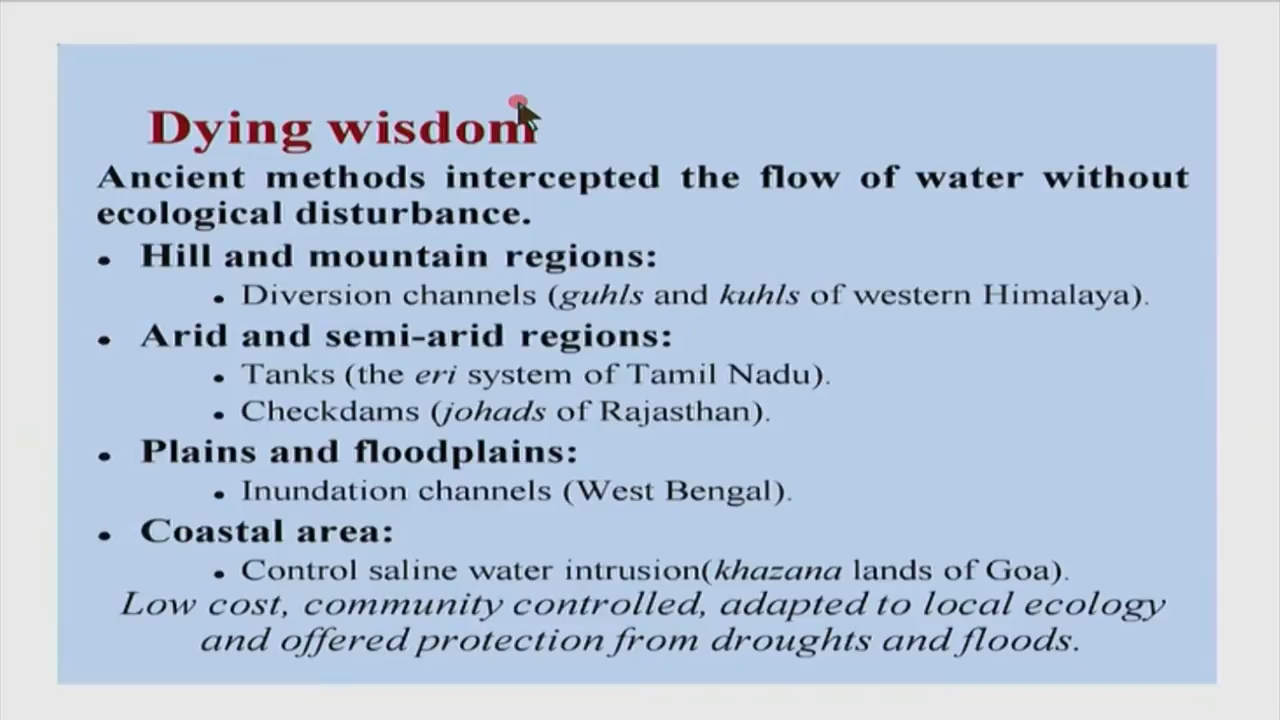 Dying wisdom
Ancient methods intercepted the flow of water without
ecological disturbance.
• Hill and mountain regions:
• Diversion channels (guhls and kuhls of western Himalaya).
• Arid and semi-arid regions:
• Tanks (the eri system of Tamil Nadu).
• Checkdams (johads of Rajasthan).
• Plains and floodplains:
• Inundation channels (West Bengal).
• Coastal area:
• Control saline water intrusion(khazana lands of Goa).
Low cost, community controlled, adapted to local ecology
and offered protection from droughts and floods.